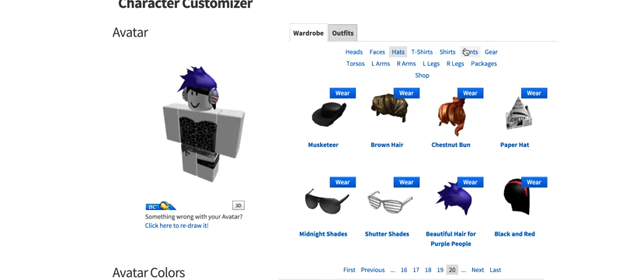 Character Customizer
Avatar
Wardrobe Outfits
Heads Faces Hats T-Shirts Shirts Pants Gear
Torsos L Arms R Arms L Legs R Legs Packages
Shop
Wear Wear Wear Wear
Musketeer Brown Hair Chestnut Bun Paper Hat
Wear Wear Wear Wear
Midnight Shades Shutter Shades Beautiful Hair for Purple People Black and Red
BC
3D
Something wrong with your Avatar?
Click here to re-draw it!
Avatar Colors
First Previous ... 16 17 18 19 20 ... Next Last